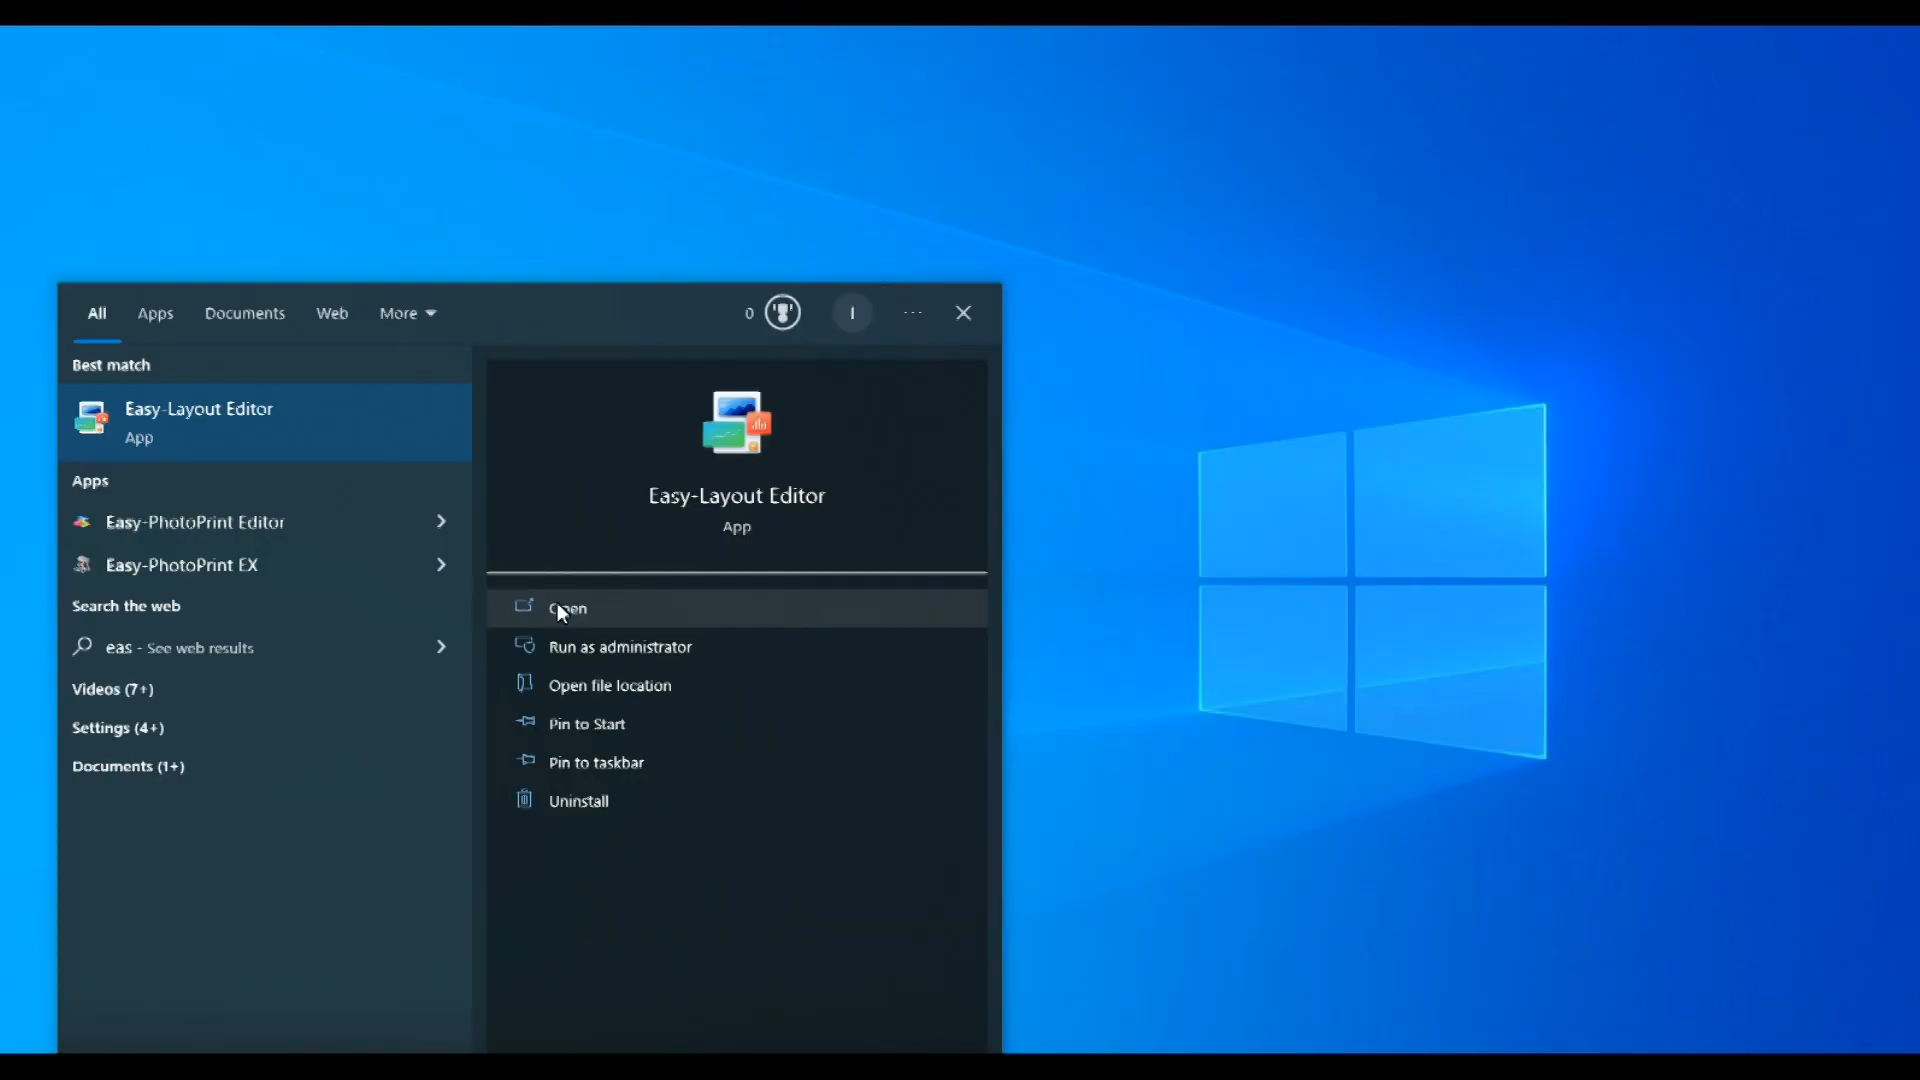 All
Apps
Documents
Web
More
0
I
Best match
Easy-Layout Editor
App
Apps
Easy-PhotoPrint Editor
Easy-PhotoPrint EX
Search the web
eas - See web results
Videos (7+)
Settings (4+)
Documents (1+)
Easy-Layout Editor
App
Open
Run as administrator
Open file location
Pin to Start
Pin to taskbar
Uninstall